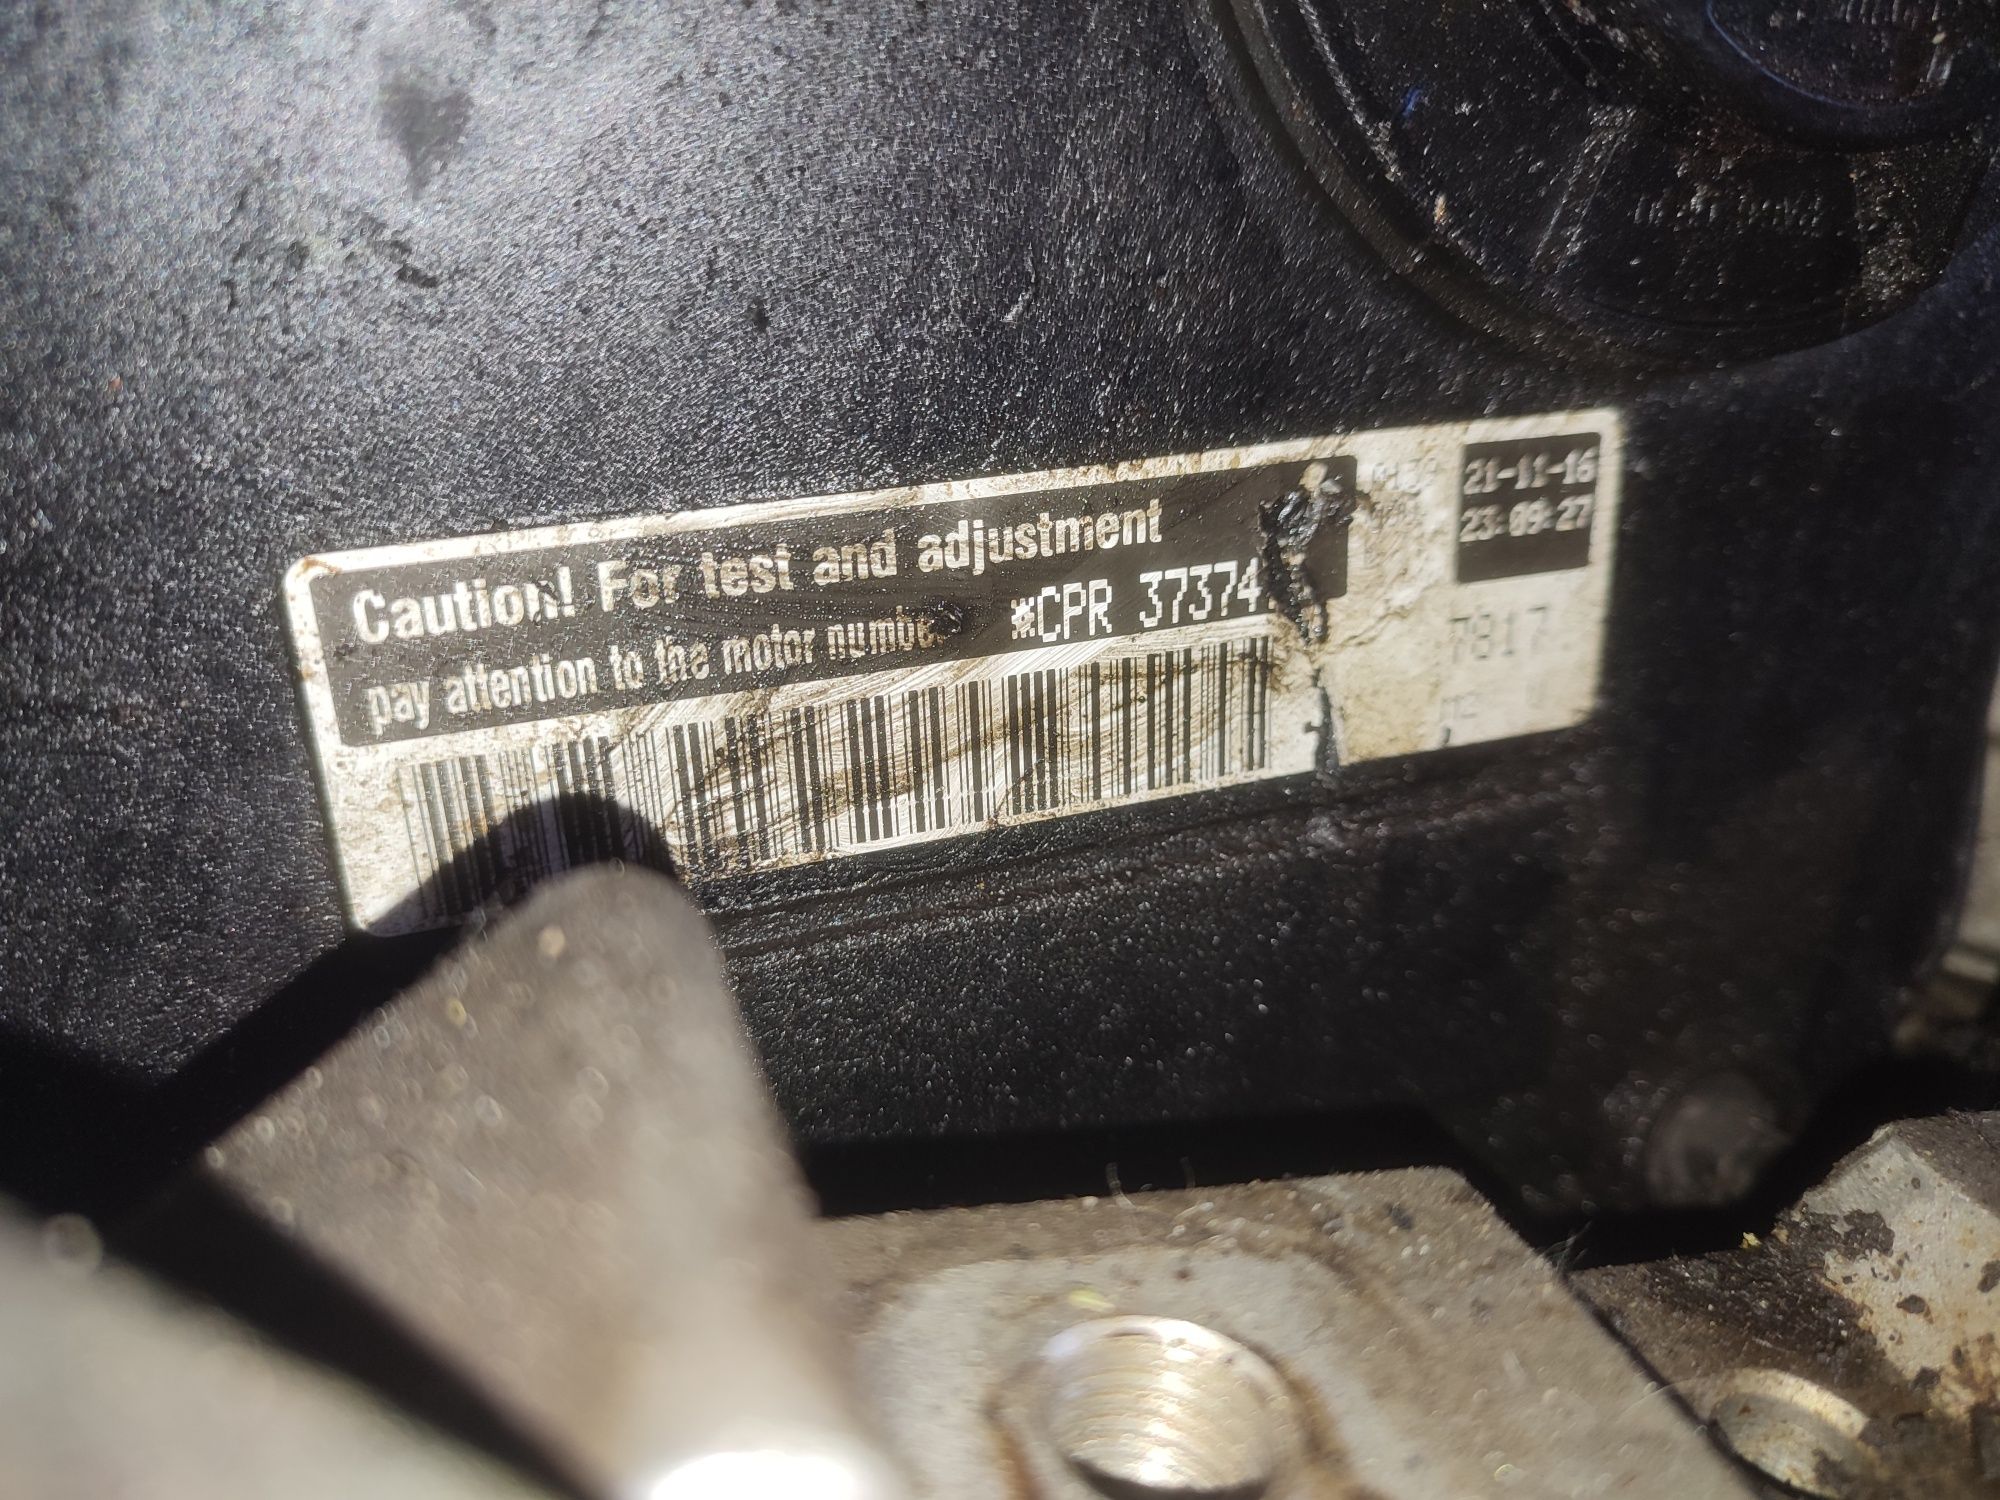 Caution! For test and adjustment
pay attention to the motor number *CPR 37374
21-11-16
23:09:27
7817